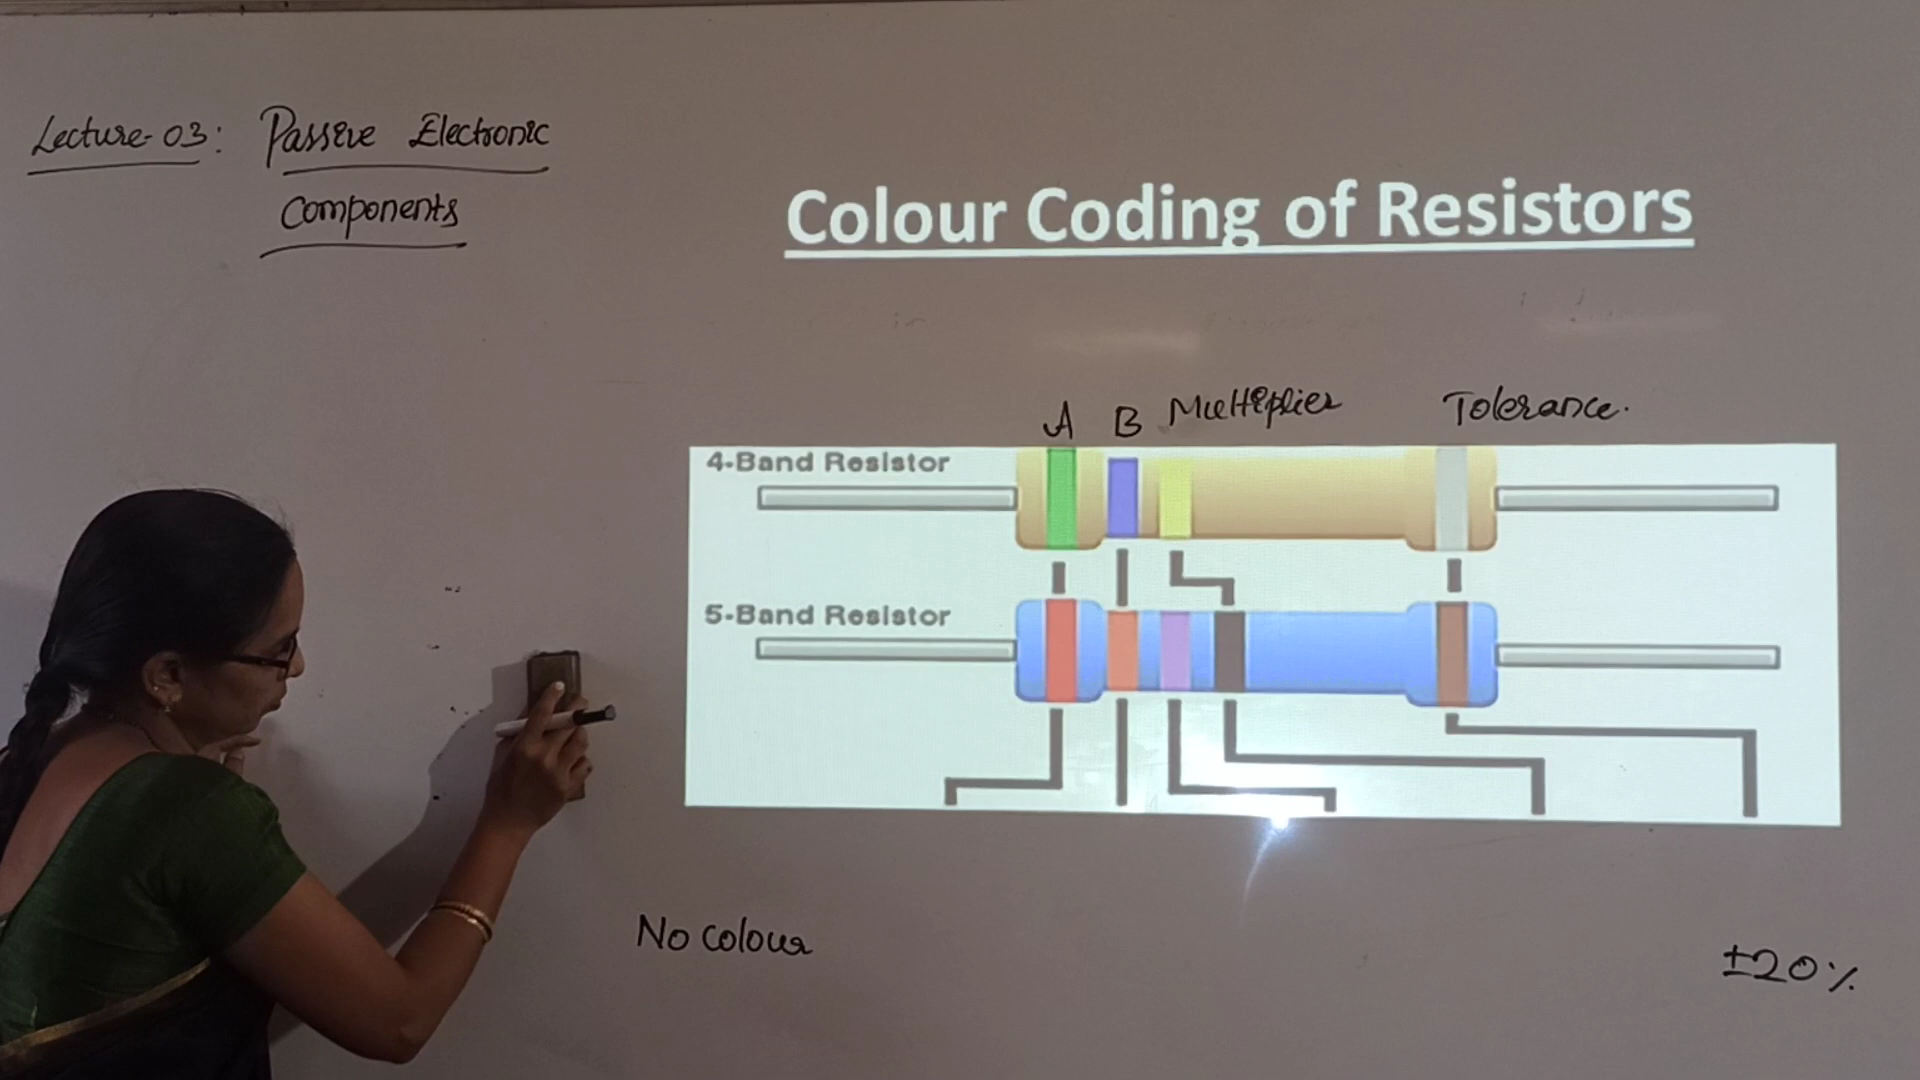 Lecture-03: Passive Electronic
Components
Colour Coding of Resistors
A B Multiplier Tolerance.
4-Band Resistor
5-Band Resistor
No colour ±20%